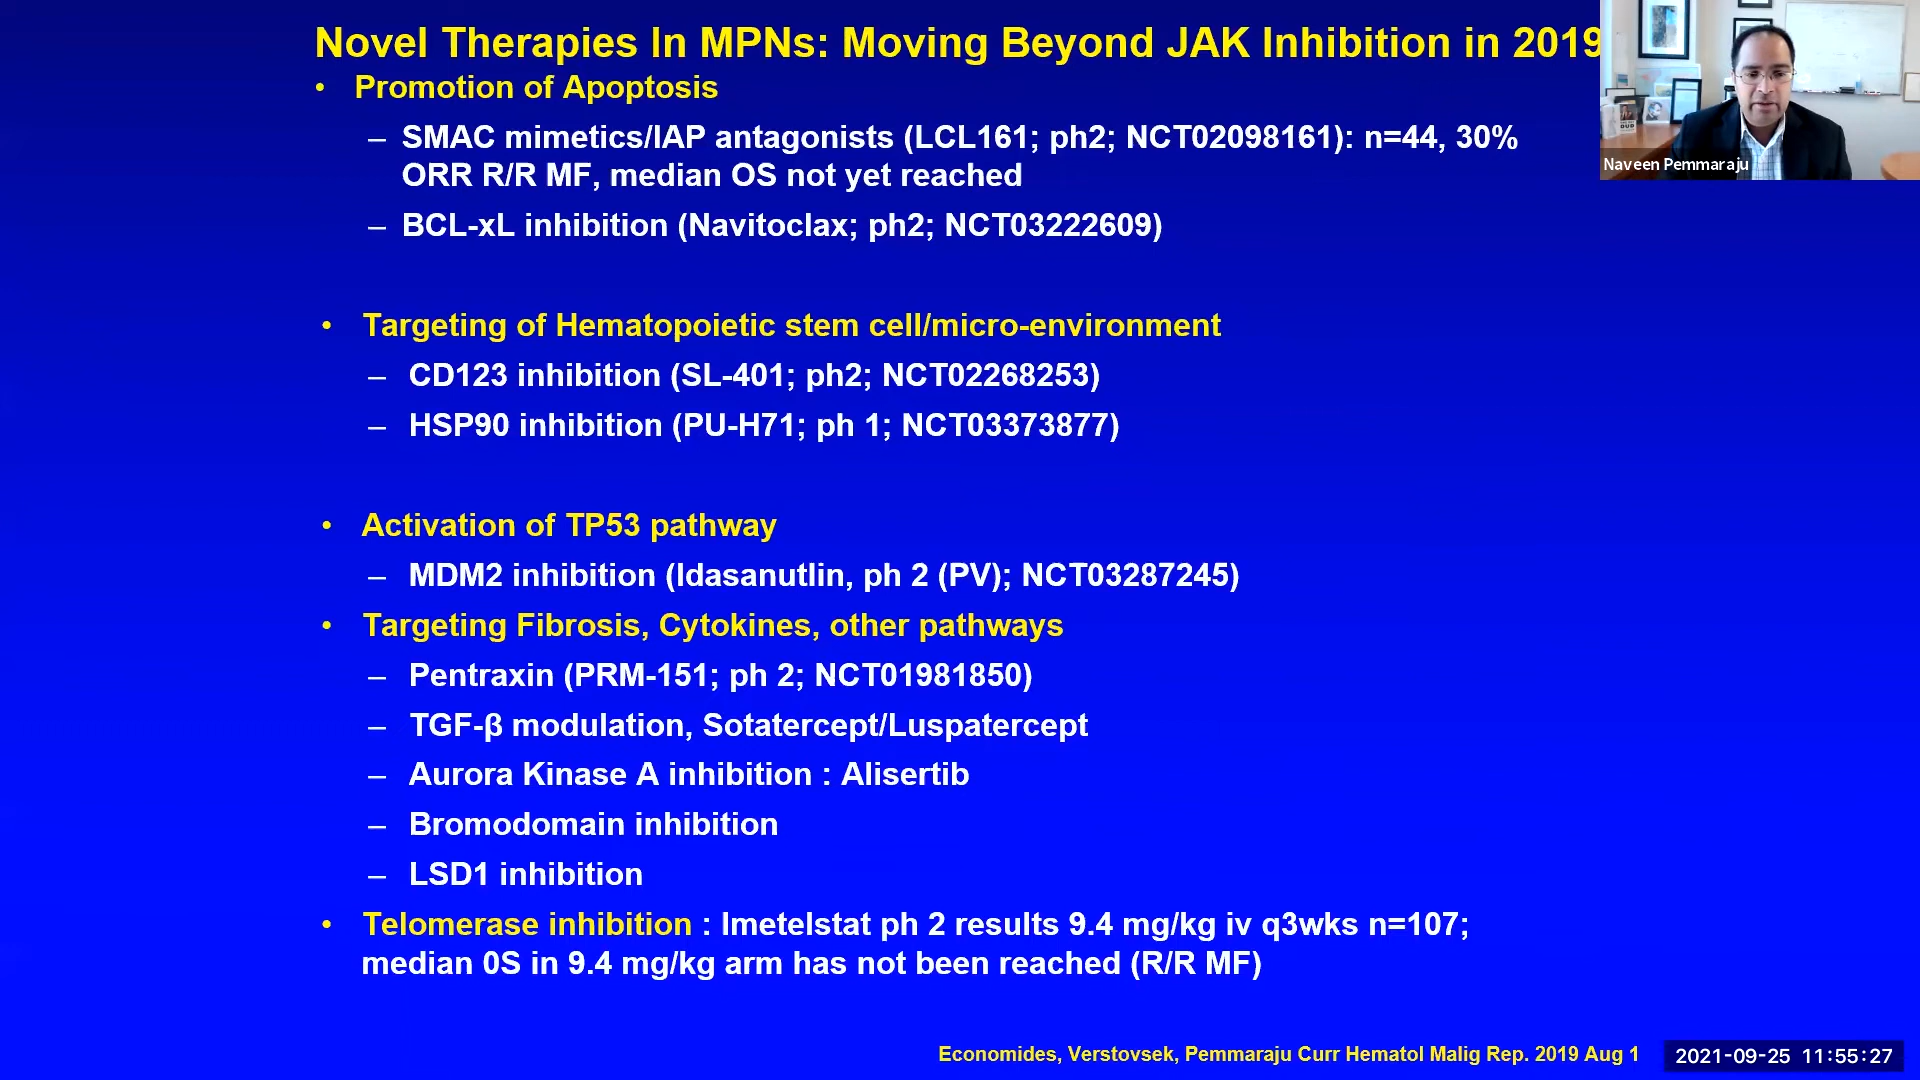 Novel Therapies In MPNs: Moving Beyond JAK Inhibition in 2019
• Promotion of Apoptosis
– SMAC mimetics/IAP antagonists (LCL161; ph2; NCT02098161): n=44, 30%
ORR R/R MF, median OS not yet reached
– BCL-xL inhibition (Navitoclax; ph2; NCT03222609)
• Targeting of Hematopoietic stem cell/micro-environment
– CD123 inhibition (SL-401; ph2; NCT02268253)
– HSP90 inhibition (PU-H71; ph 1; NCT03373877)
• Activation of TP53 pathway
– MDM2 inhibition (Idasanutlin, ph 2 (PV); NCT03287245)
• Targeting Fibrosis, Cytokines, other pathways
– Pentraxin (PRM-151; ph 2; NCT01981850)
– TGF-β modulation, Sotatercept/Luspatercept
– Aurora Kinase A inhibition : Alisertib
– Bromodomain inhibition
– LSD1 inhibition
• Telomerase inhibition : Imetelstat ph 2 results 9.4 mg/kg iv q3wks n=107;
median 0S in 9.4 mg/kg arm has not been reached (R/R MF)
Economides, Verstovsek, Pemmaraju Curr Hematol Malig Rep. 2019 Aug 1
Naveen Pemmaraju
2021-09-25 11:55:27